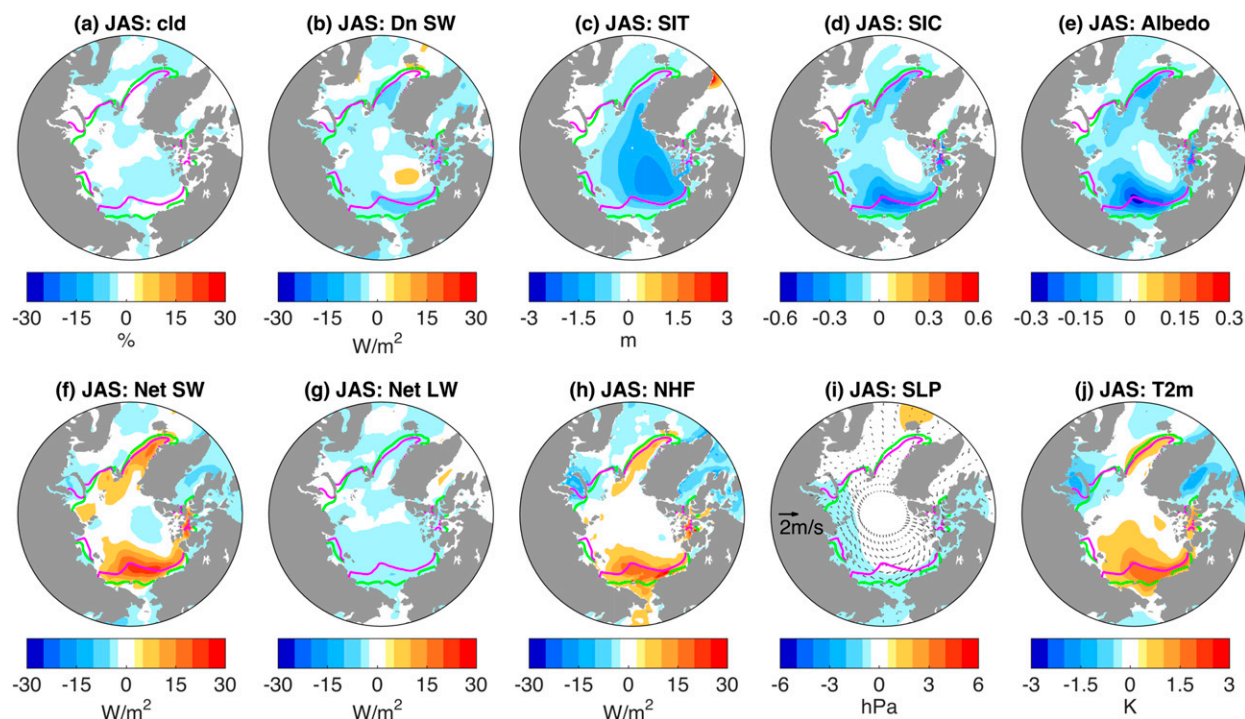 (a) JAS: cld (b) JAS: Dn SW (c) JAS: SIT (d) JAS: SIC (e) JAS: Albedo
-30 -15 0 15 30 -30 -15 0 15 30 -3 -1.5 0 1.5 3 -0.6 -0.3 0 0.3 0.6 -0.3 -0.15 0 0.15 0.3
% W/m² m
(f) JAS: Net SW (g) JAS: Net LW (h) JAS: NHF (i) JAS: SLP (j) JAS: T2m
2m/s
-30 -15 0 15 30 -30 -15 0 15 30 -30 -15 0 15 30 -6 -3 0 3 6 -3 -1.5 0 1.5 3
W/m² W/m² W/m² hPa K